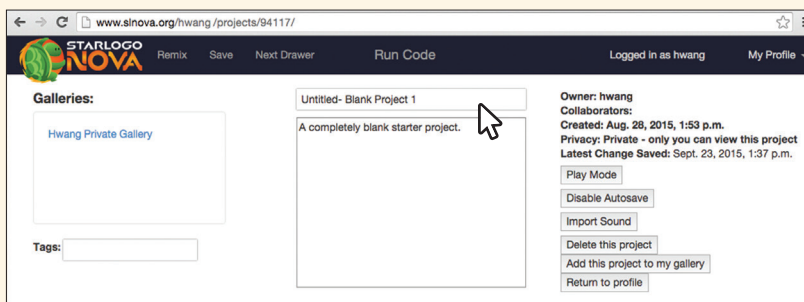 www.slnova.org/hwang /projects/94117/
STARLOGO
NOVA
Remix Save Next Drawer Run Code Logged in as hwang My Profile
Galleries:
Hwang Private Gallery
Tags:
Untitled- Blank Project 1
A completely blank starter project.
Owner: hwang
Collaborators:
Created: Aug. 28, 2015, 1:53 p.m.
Privacy: Private - only you can view this project
Latest Change Saved: Sept. 23, 2015, 1:37 p.m.
Play Mode
Disable Autosave
Import Sound
Delete this project
Add this project to my gallery
Return to profile